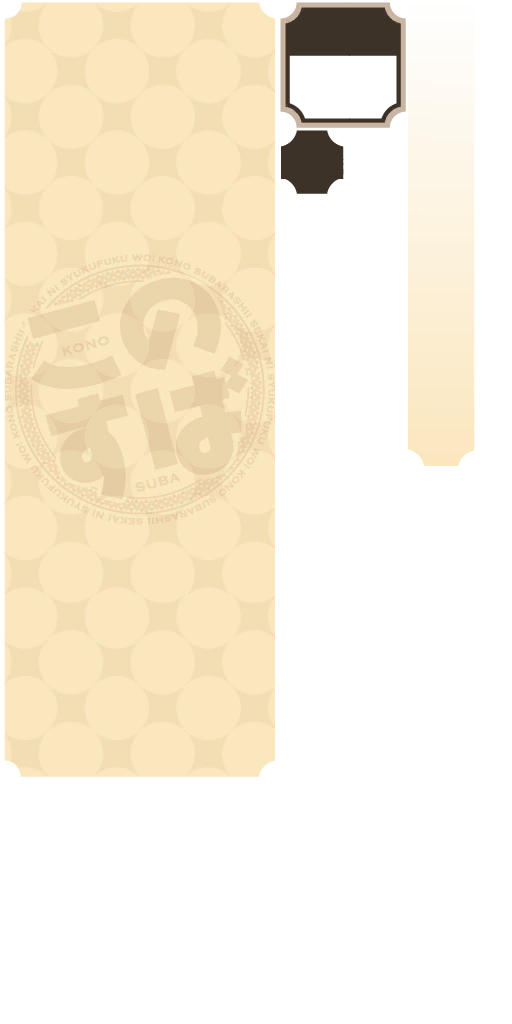 KONO SUBARASHII SEKAI NI SYUKUFUKU WO! KONO SUBARASHII SEKAI NI SYUKUFUKU WO! KONO SUBARASHII SEKAI NI SYUKUFUKU WO!
この
KONO
すば
SUBA